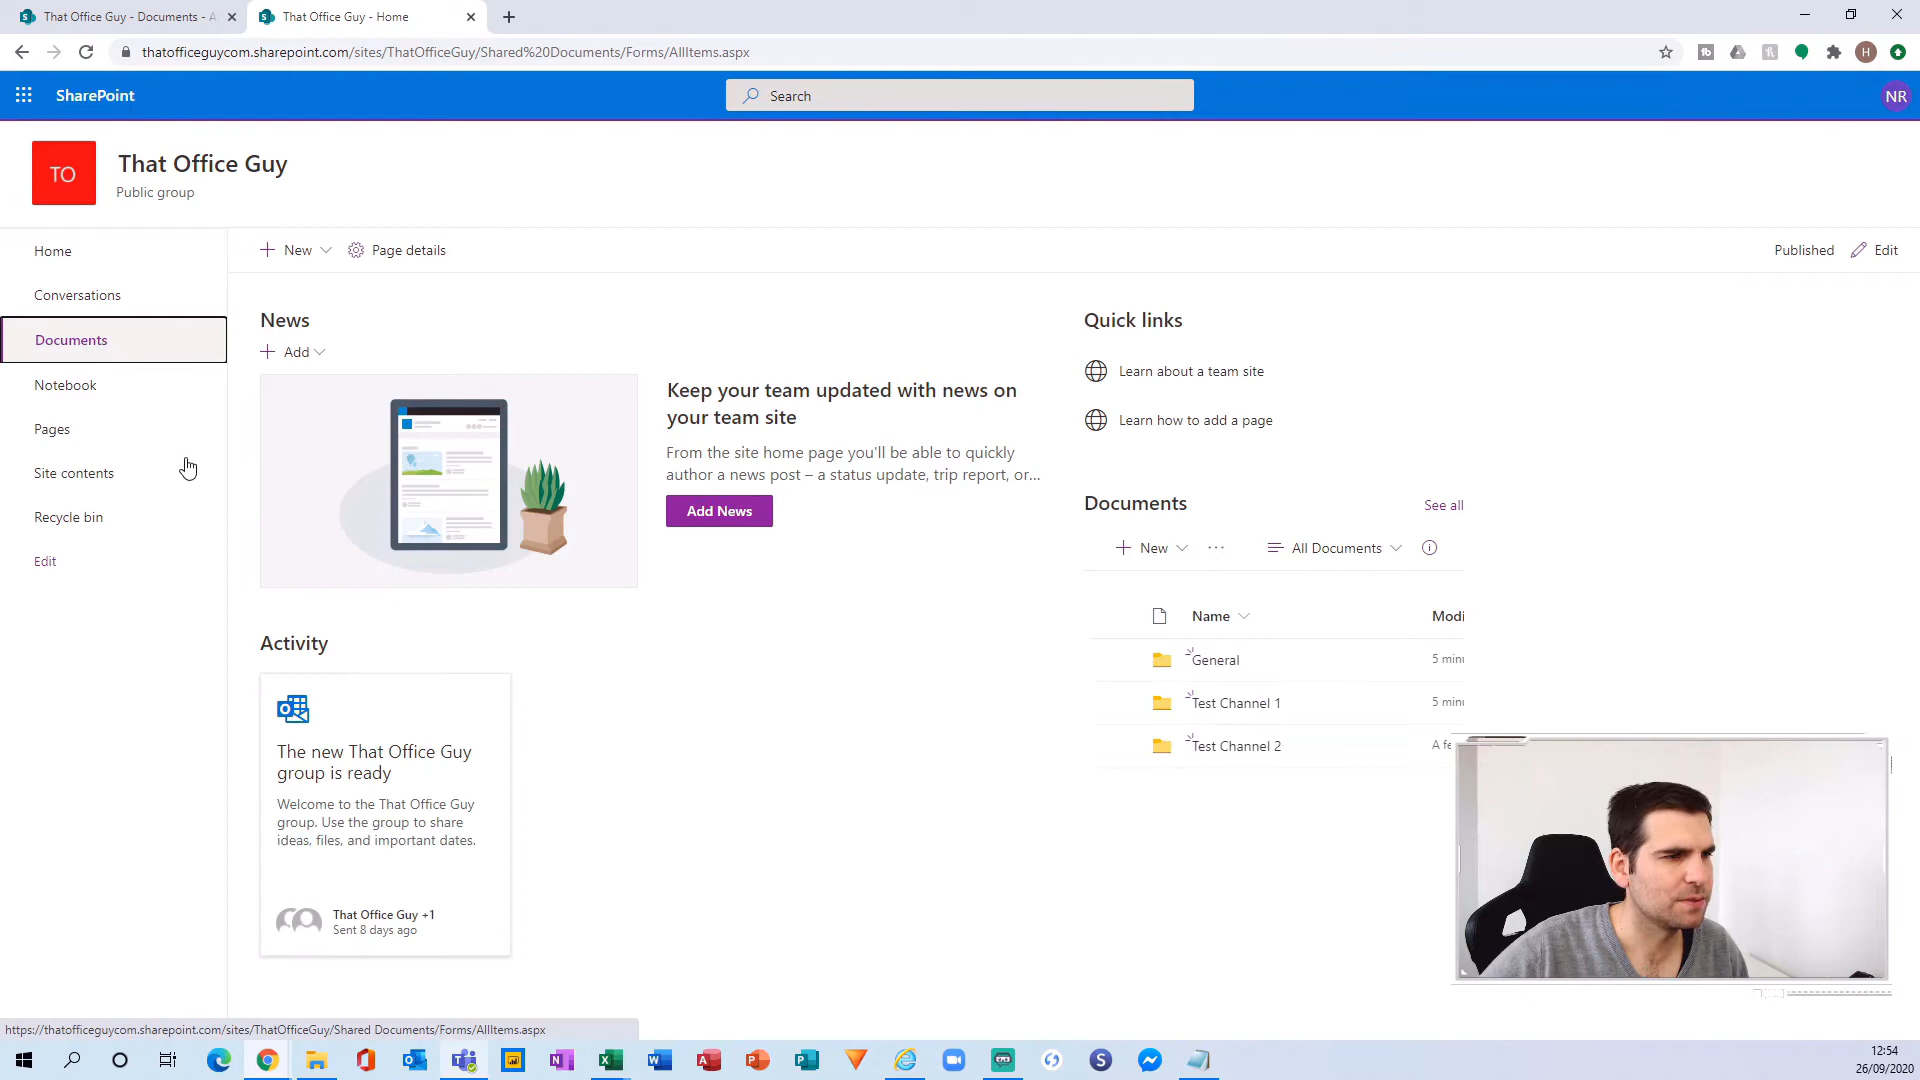 That Office Guy - Documents - A
That Office Guy - Home
thatofficeguycom.sharepoint.com/sites/ThatOfficeGuy/Shared%20Documents/Forms/AllItems.aspx
H
SharePoint
Search
NR
TO
That Office Guy
Public group
Home
Conversations
Documents
Notebook
Pages
Site contents
Recycle bin
Edit
New
Page details
Published
Edit
News
Add
Keep your team updated with news on
your team site
From the site home page you'll be able to quickly
author a news post – a status update, trip report, or...
Add News
Activity
The new That Office Guy
group is ready
Welcome to the That Office Guy
group. Use the group to share
ideas, files, and important dates.
That Office Guy +1
Sent 8 days ago
Quick links
Learn about a team site
Learn how to add a page
Documents
See all
New
All Documents
Name
Modi
General
5 minu
Test Channel 1
5 minu
Test Channel 2
A fe
https://thatofficeguycom.sharepoint.com/sites/ThatOfficeGuy/Shared Documents/Forms/AllItems.aspx
12:54
26/09/2020